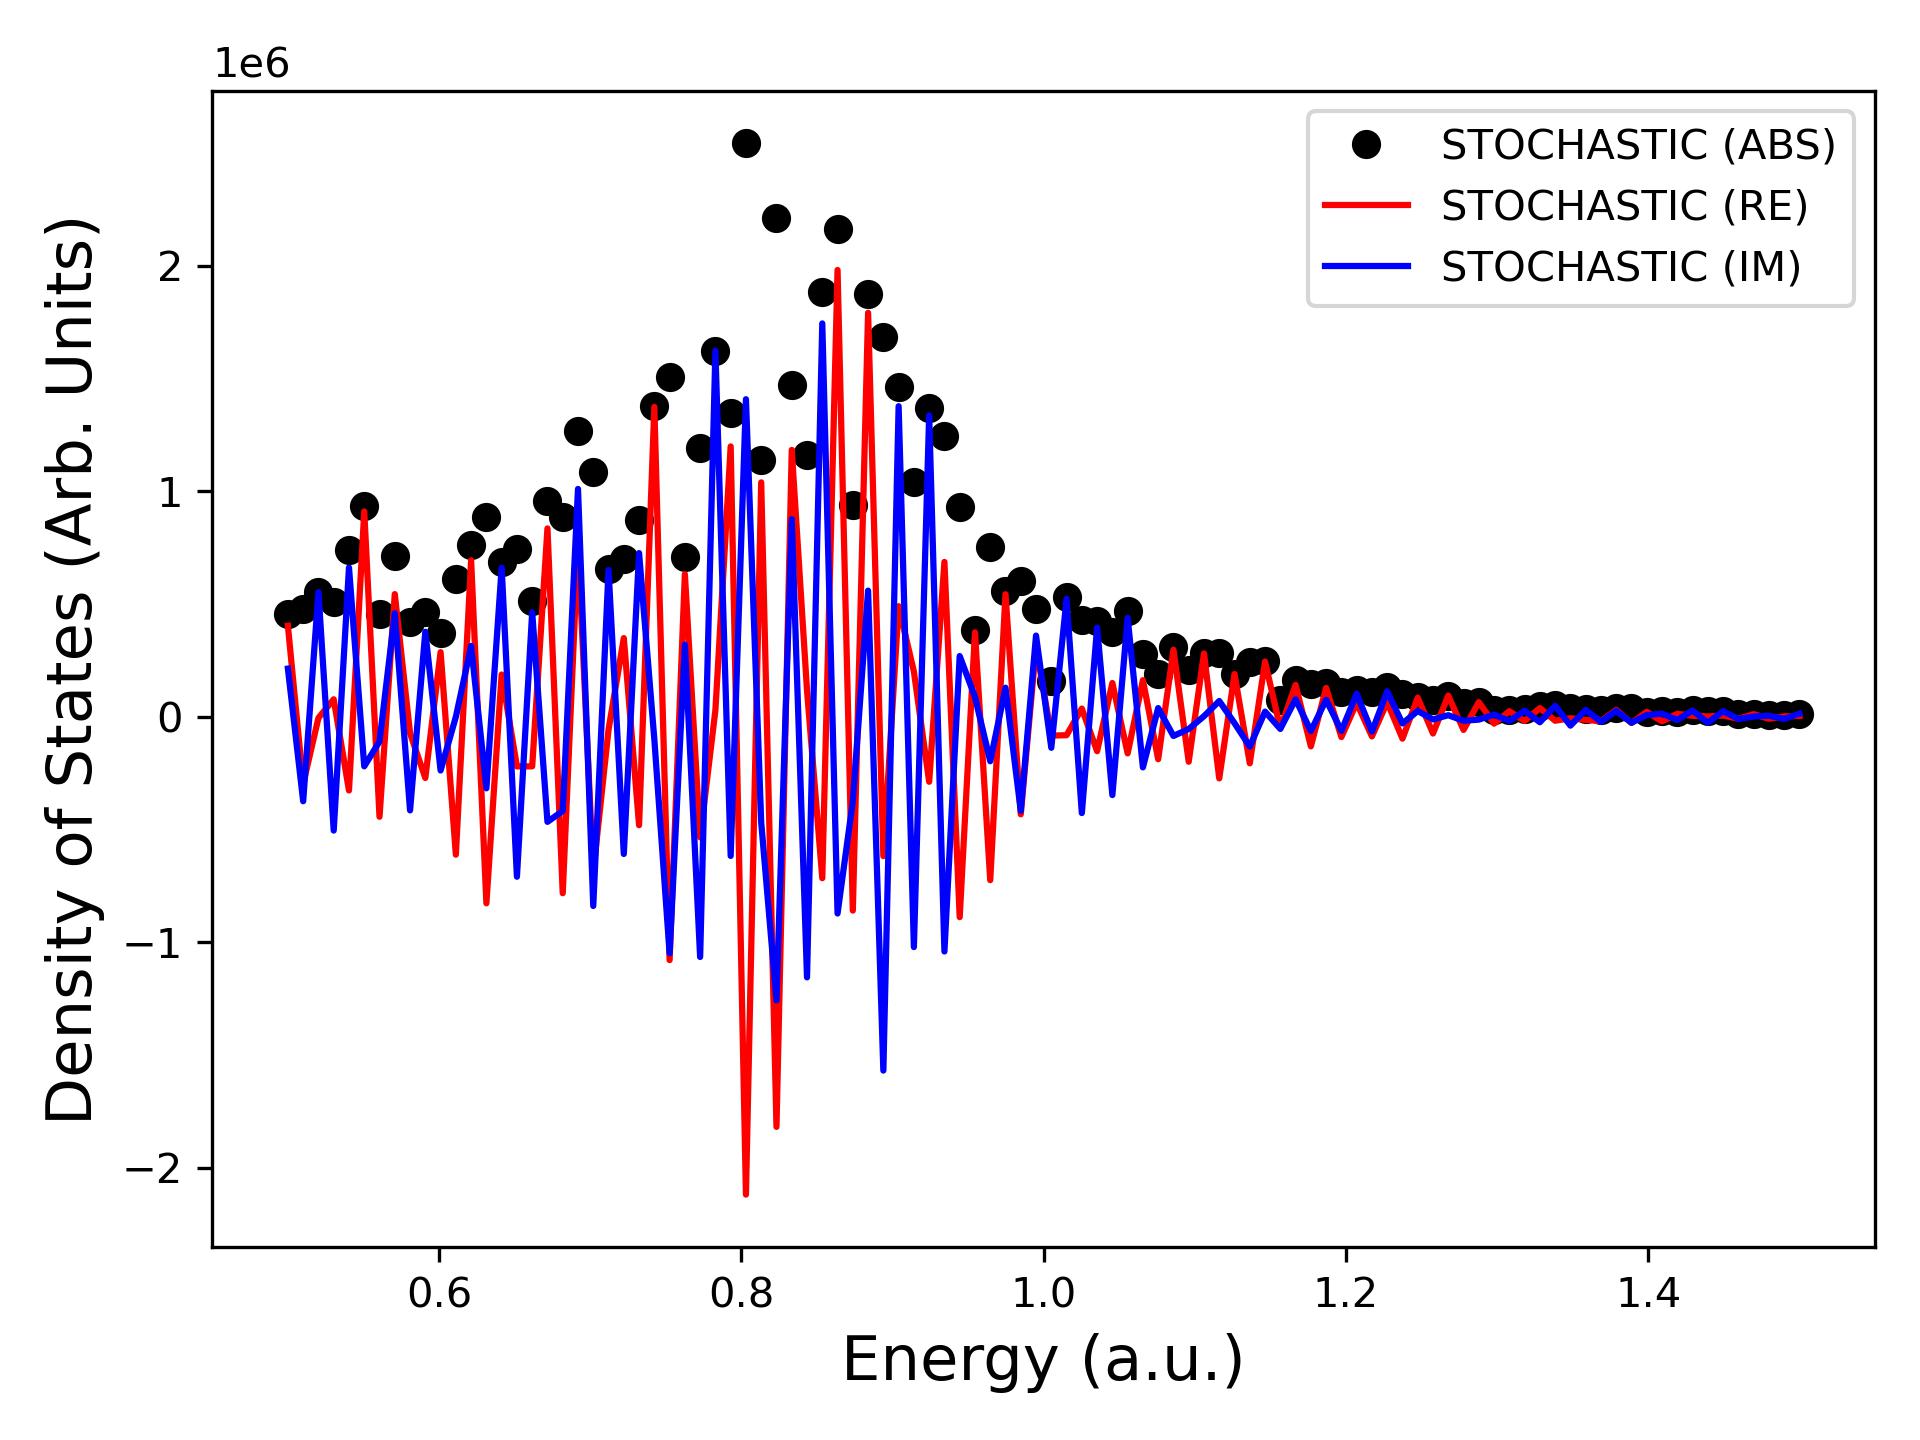 1e6
Density of States (Arb. Units)
2
1
0
−1
−2
STOCHASTIC (ABS)
STOCHASTIC (RE)
STOCHASTIC (IM)
0.6 0.8 1.0 1.2 1.4
Energy (a.u.)